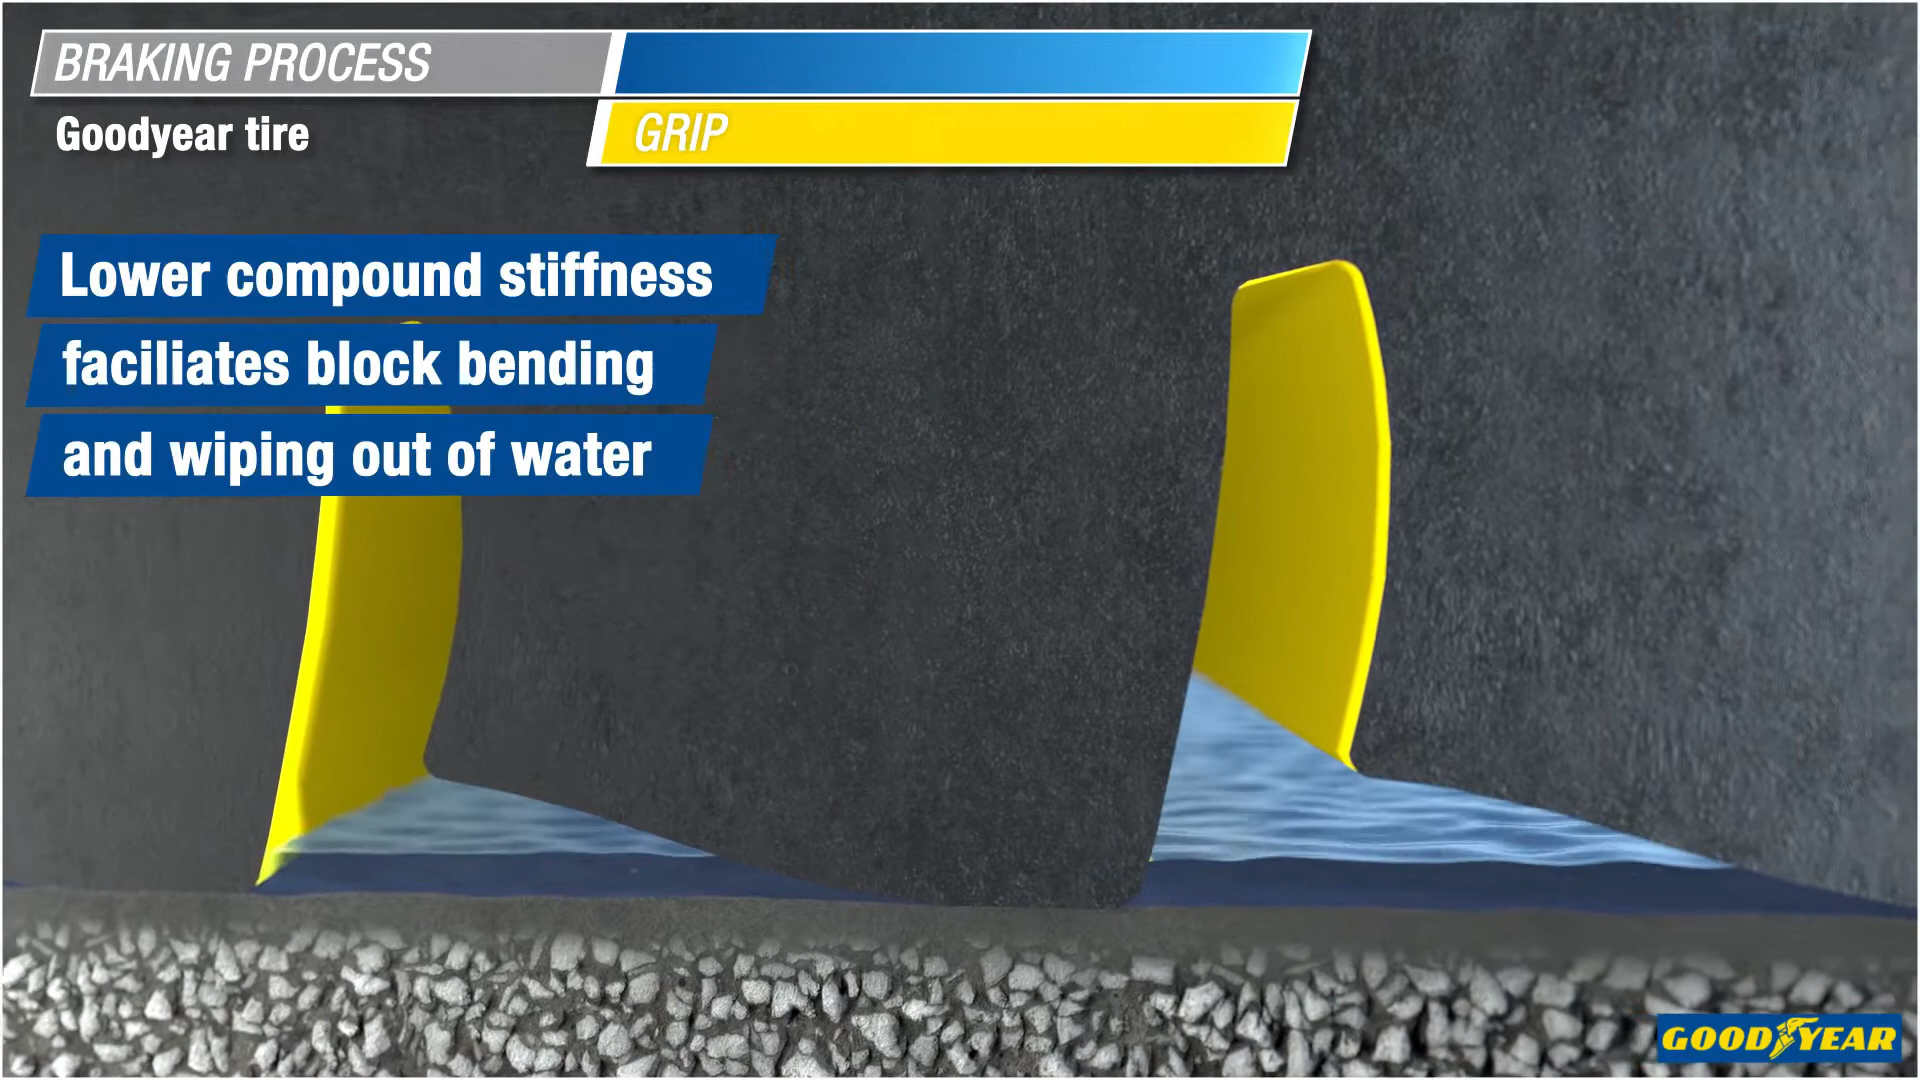 BRAKING PROCESS
Goodyear tire
GRIP
Lower compound stiffness
faciliates block bending
and wiping out of water
GOODYEAR